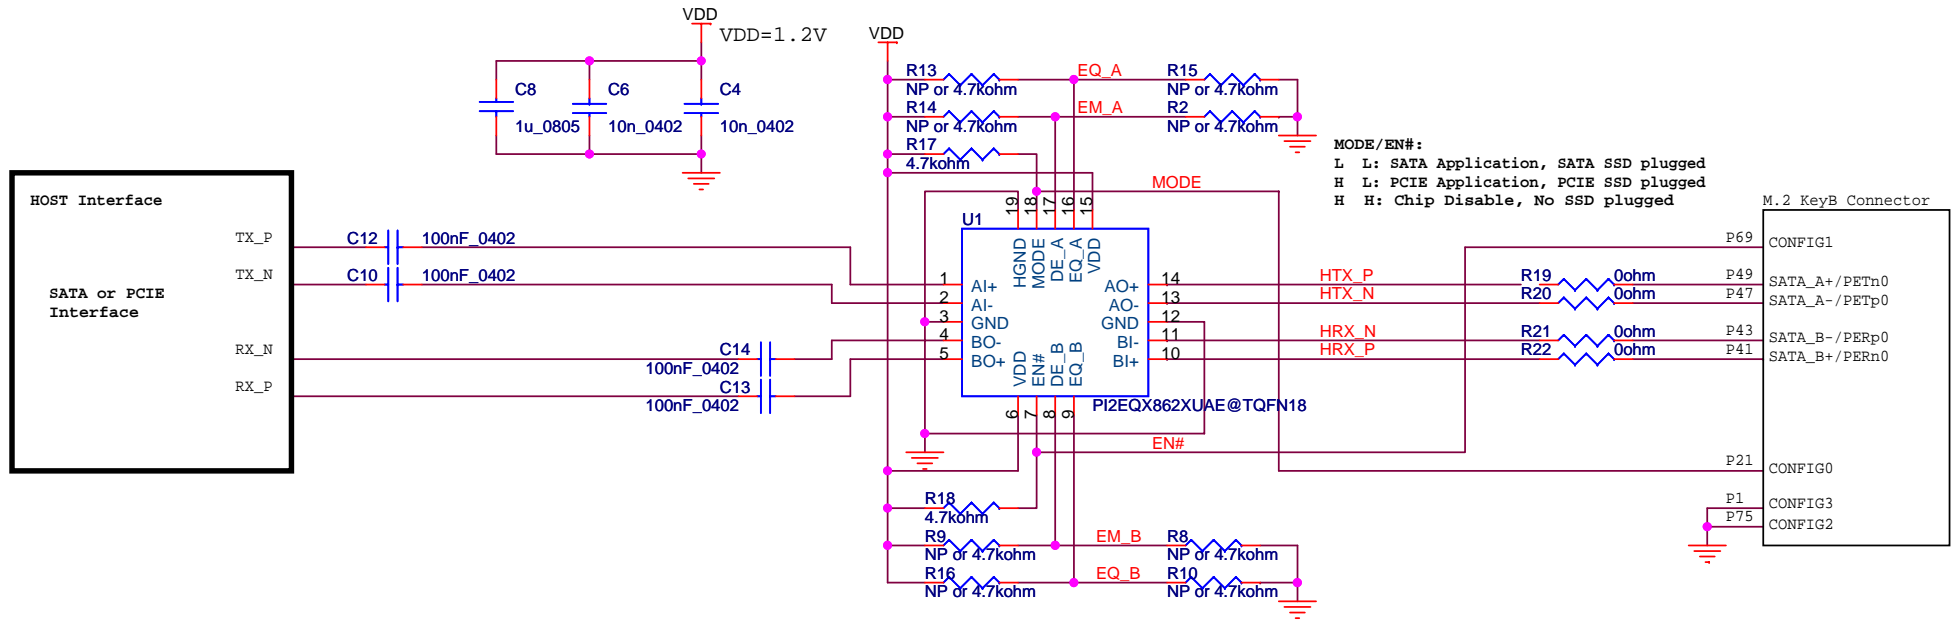 VDD
VDD=1.2V
C8
1u_0805
C6
10n_0402
C4
10n_0402
VDD
R13
NP or 4.7kohm
EQ_A
R15
NP or 4.7kohm
R14
NP or 4.7kohm
EM_A
R2
NP or 4.7kohm
R17
4.7kohm
MODE
MODE/EN#:
L  L: SATA Application, SATA SSD plugged
H  L: PCIE Application, PCIE SSD plugged
H  H: Chip Disable, No SSD plugged
HOST Interface
TX_P
TX_N
SATA or PCIE
Interface
RX_N
RX_P
C12
100nF_0402
C10
100nF_0402
C14
100nF_0402
C13
100nF_0402
U1
19
18
17
16
15
HGND
MODE
DE_A
EQ_A
VDD
1
AI+
2
AI-
3
GND
4
BO-
5
BO+
14
AO+
13
AO-
12
GND
11
BI-
10
BI+
VDD
EN#
DE_B
EQ_B
6
7
8
9
PI2EQX862XUAE@TQFN18
EN#
HTX_P
HTX_N
HRX_N
HRX_P
R19
0ohm
R20
0ohm
R21
0ohm
R22
0ohm
M.2 KeyB Connector
P69
CONFIG1
P49
SATA_A+/PETn0
P47
SATA_A-/PETp0
P43
SATA_B-/PERp0
P41
SATA_B+/PERn0
P21
CONFIG0
P1
CONFIG3
P75
CONFIG2
R18
4.7kohm
R9
NP or 4.7kohm
EM_B
R8
NP or 4.7kohm
R16
NP or 4.7kohm
EQ_B
R10
NP or 4.7kohm